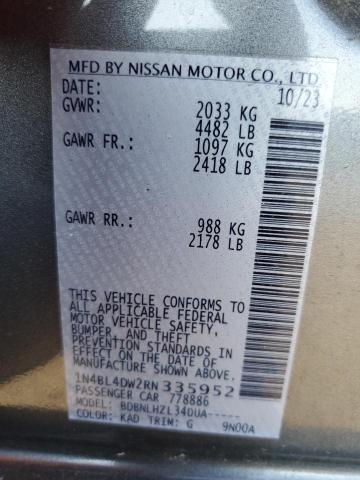 MFD BY NISSAN MOTOR CO., LTD
DATE: 10/23
GVWR: 2033 KG
4482 LB
GAWR FR.: 1097 KG
2418 LB
GAWR RR.: 988 KG
2178 LB
THIS VEHICLE CONFORMS TO
ALL APPLICABLE FEDERAL
MOTOR VEHICLE SAFETY,
BUMPER, AND THEFT
PREVENTION STANDARDS IN
EFFECT ON THE DATE OF
MANUFACTURE SHOWN ABOVE.
1N4BL4DW2RN335952
PASSENGER CAR 778886
MODEL: BDBNLHZL34DUA-----
COLOR: KAD TRIM: G 9N00A